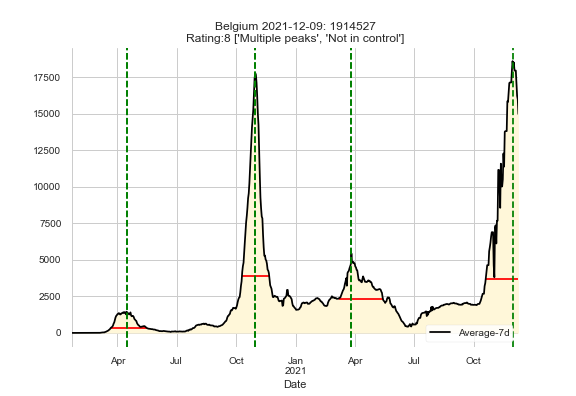 Belgium 2021-12-09: 1914527
Rating:8 ['Multiple peaks', 'Not in control']
17500
15000
12500
10000
7500
5000
2500
0
Average-7d
Apr Jul Oct Jan Apr Jul Oct
2021
Date